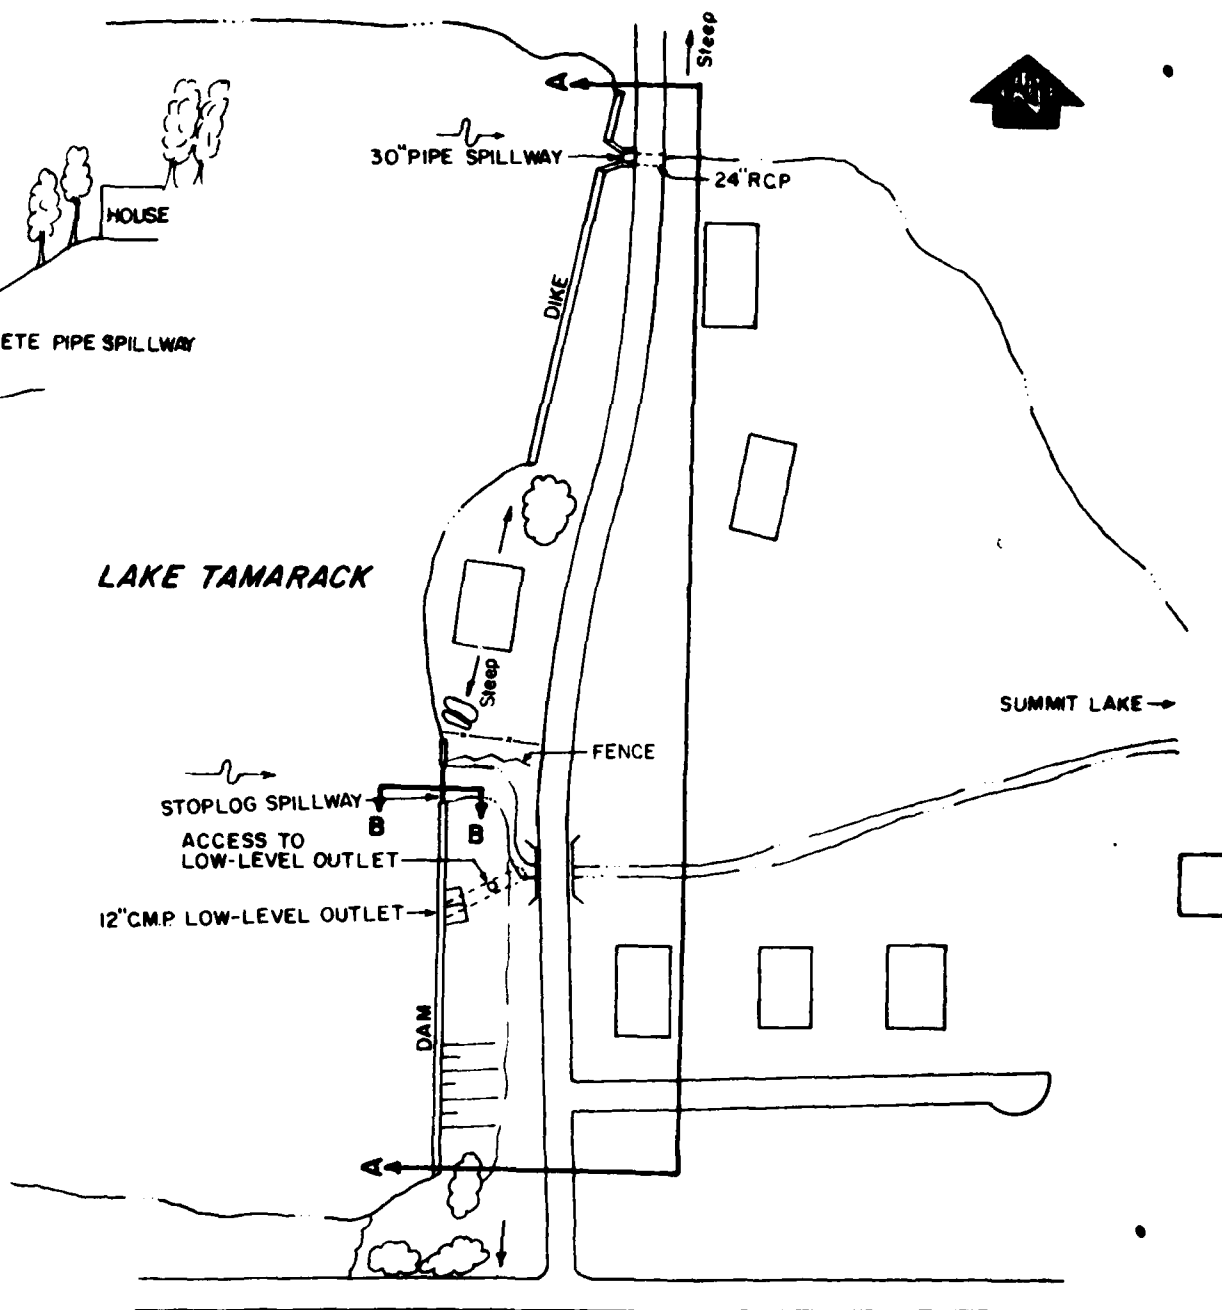 Steep
A
30"PIPE SPILLWAY
24"RCP
HOUSE
DIKE
ETE PIPE SPILLWAY
LAKE TAMARACK
Steep
SUMMIT LAKE
FENCE
STOPLOG SPILLWAY
B
B
ACCESS TO
LOW-LEVEL OUTLET
12"C.M.P. LOW-LEVEL OUTLET
DAM
A